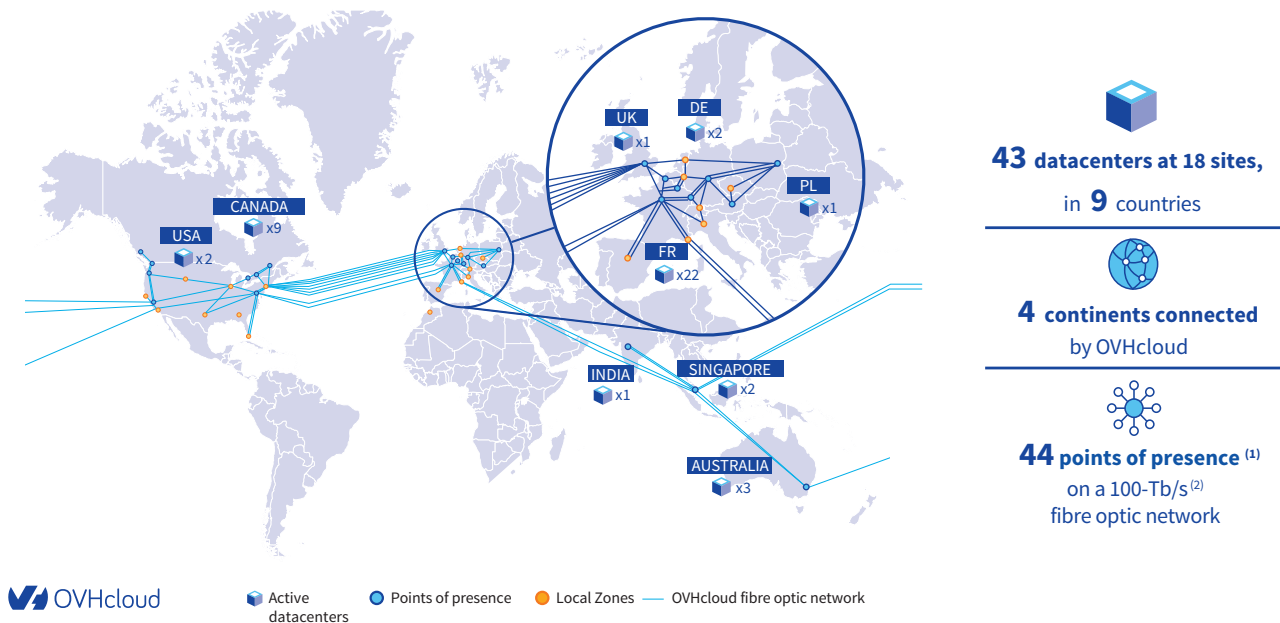 UK
x1
DE
x2
PL
x1
FR
x22
CANADA
x9
USA
x2
INDIA
x1
SINGAPORE
x2
AUSTRALIA
x3
43 datacenters at 18 sites,
in 9 countries
4 continents connected
by OVHcloud
44 points of presence (1)
on a 100-Tb/s (2)
fibre optic network
OVHcloud
Active
datacenters
Points of presence
Local Zones
OVHcloud fibre optic network